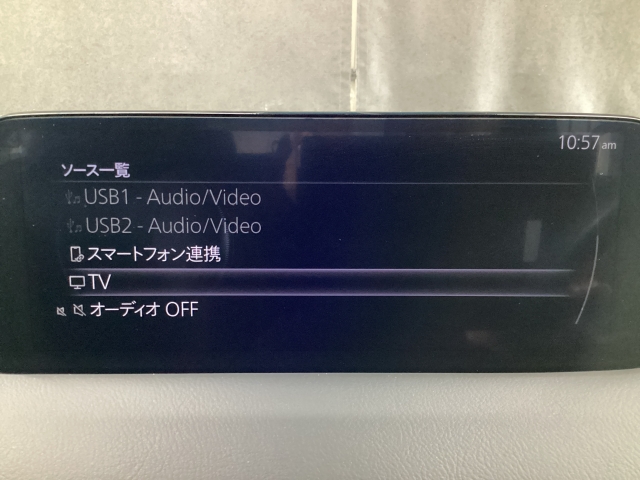 10:57 am
ソース一覧
USB1 - Audio/Video
USB2 - Audio/Video
スマートフォン連携
TV
オーディオ OFF